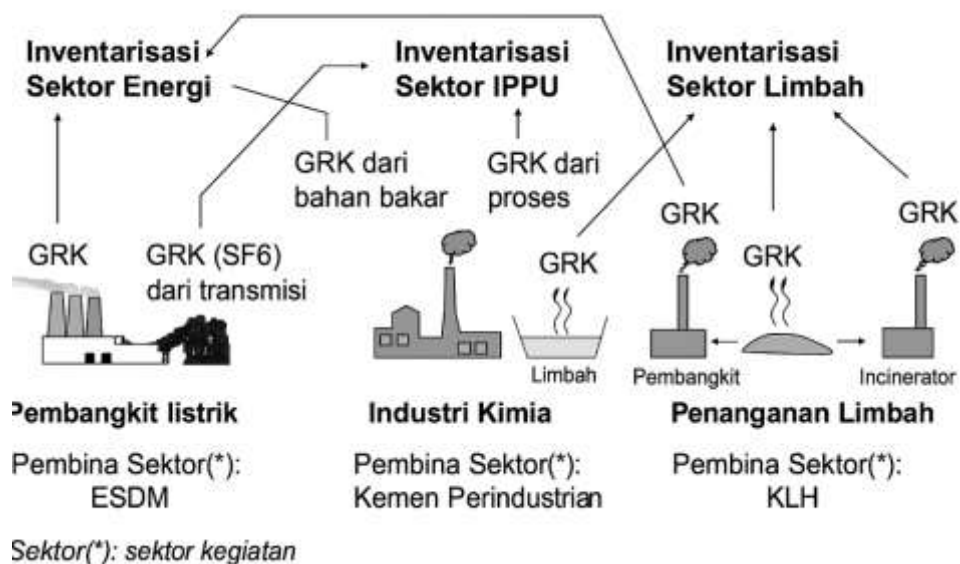 Inventarisasi
Sektor Energi
Inventarisasi
Sektor IPPU
Inventarisasi
Sektor Limbah
GRK dari
bahan bakar
GRK dari
proses
GRK
GRK (SF6)
dari transmisi
GRK
GRK
GRK
GRK
Limbah
Pembangkit
Incinerator
Pembangkit listrik
Industri Kimia
Penanganan Limbah
Pembina Sektor(*):
ESDM
Pembina Sektor(*):
Kemen Perindustrian
Pembina Sektor(*):
KLH
Sektor(*): sektor kegiatan